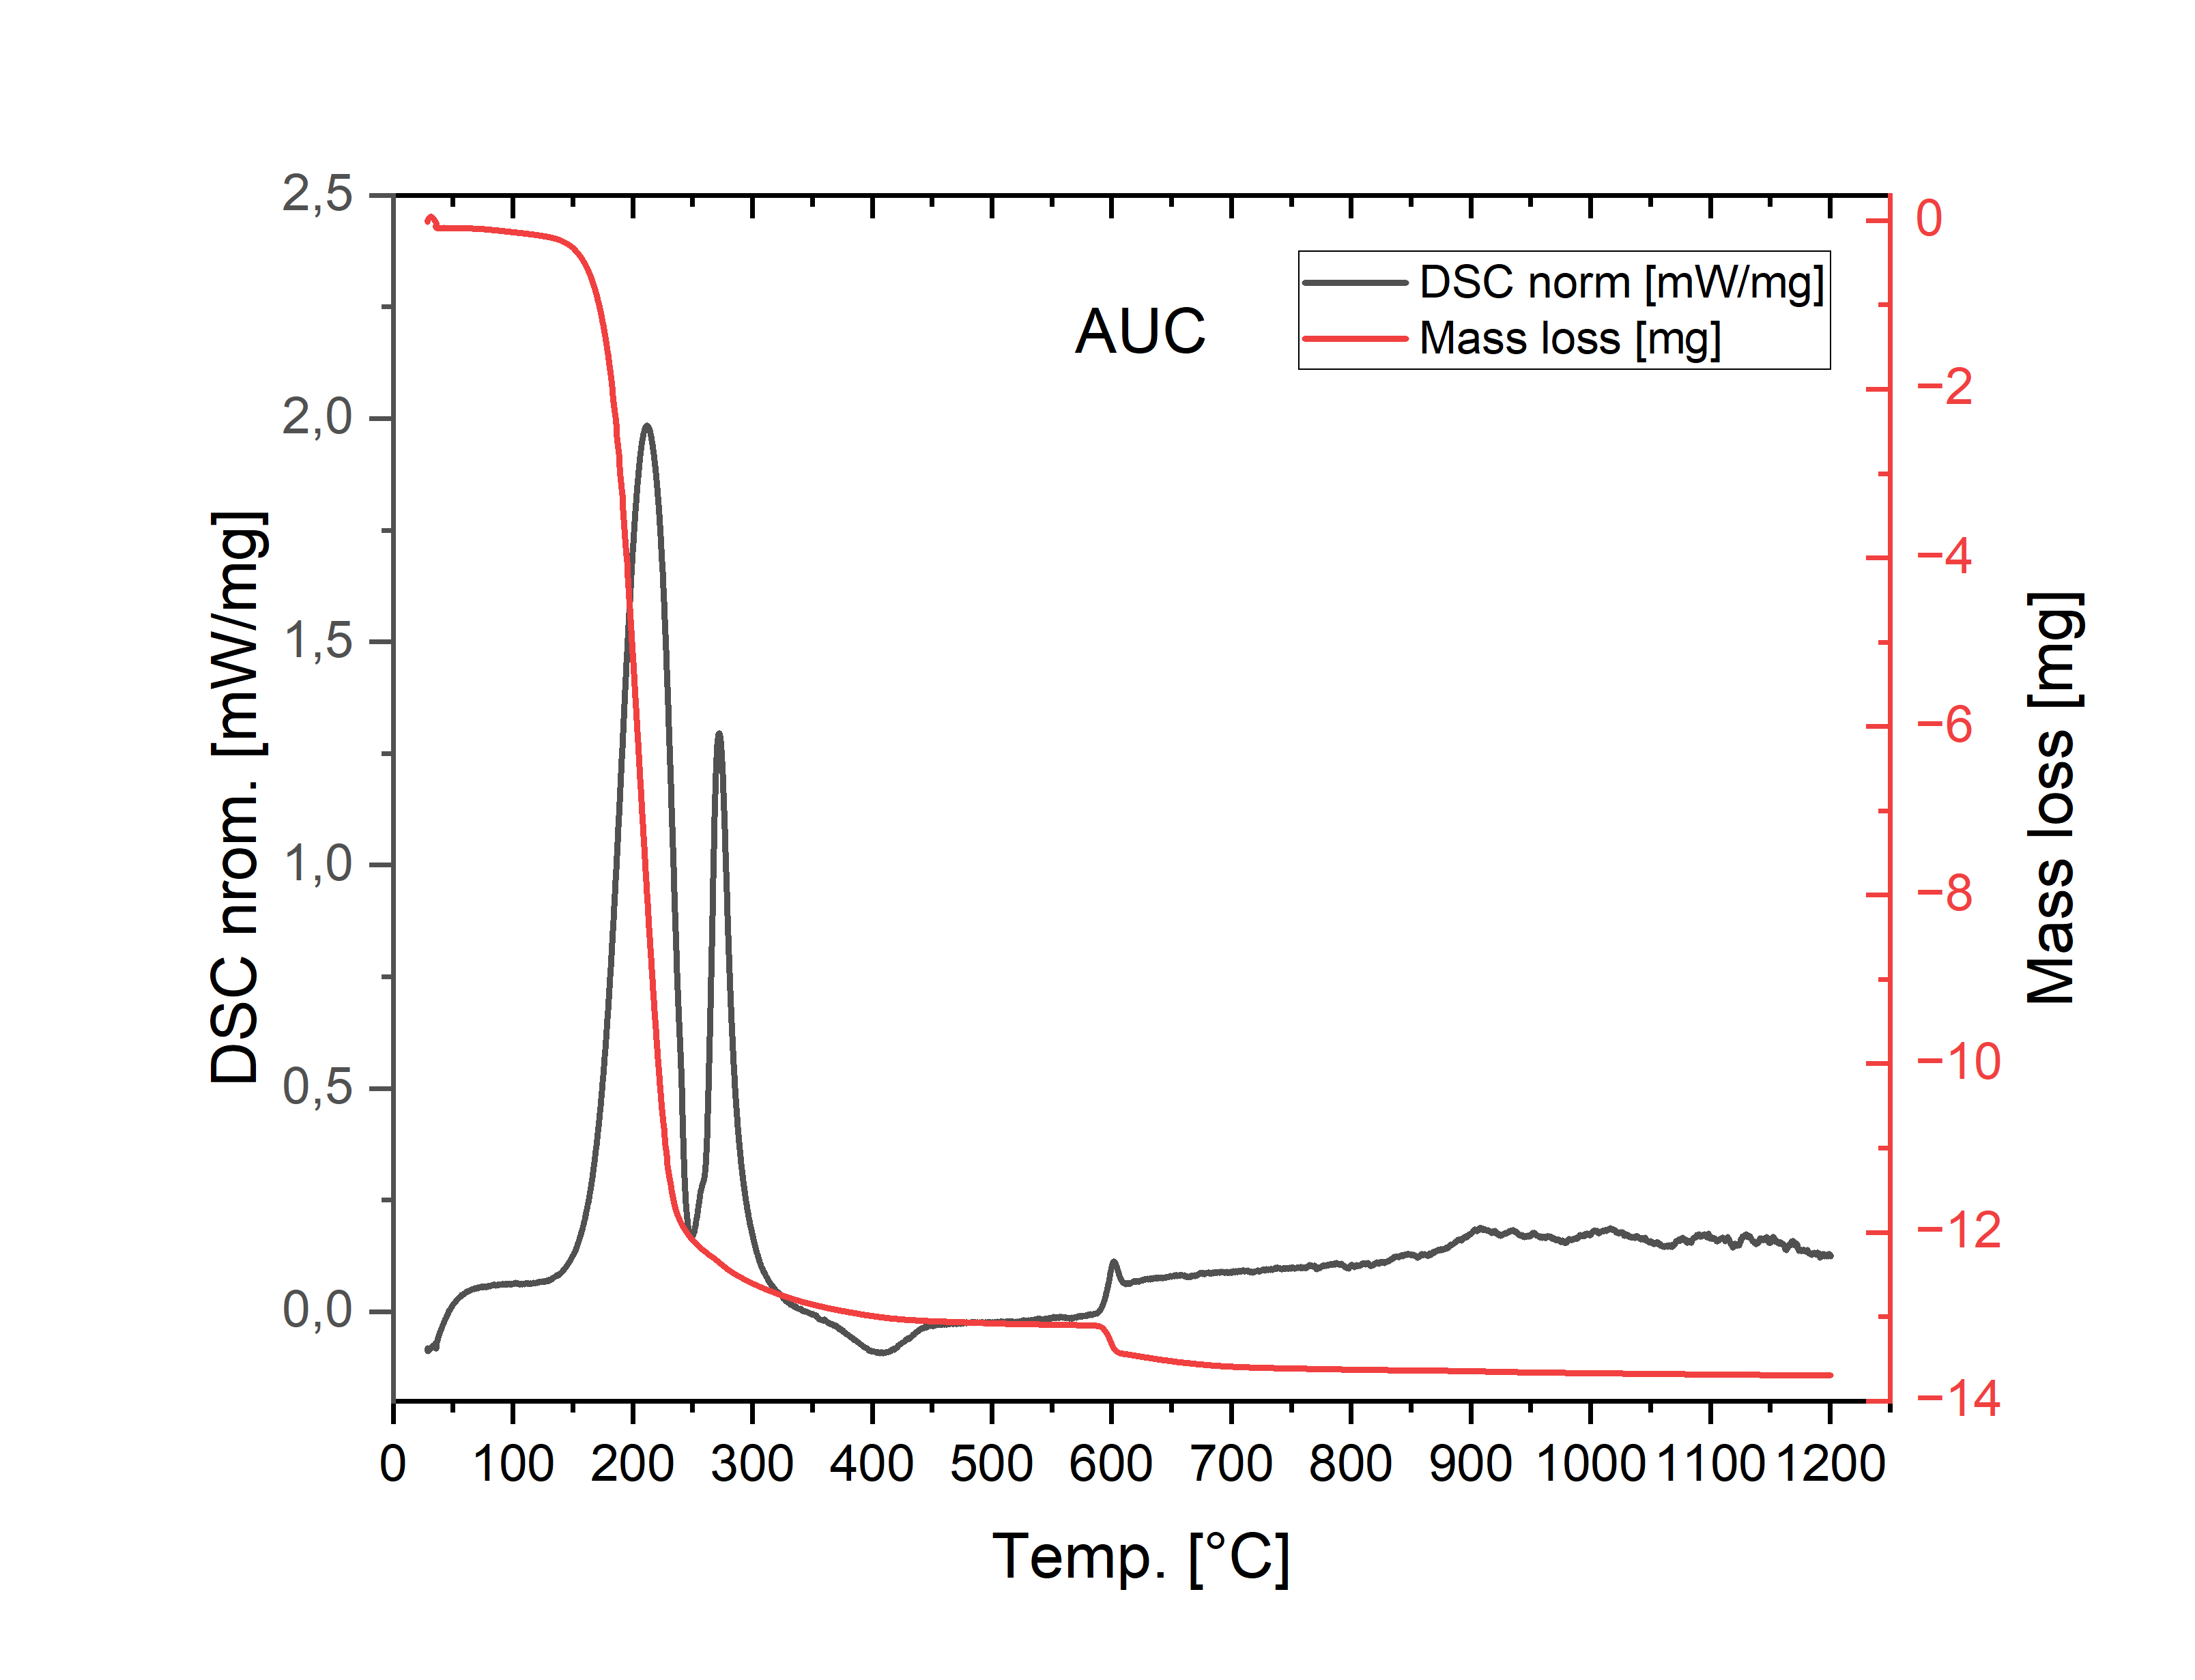 AUC
DSC norm [mW/mg]
Mass loss [mg]
DSC nrom. [mW/mg]
2,5
2,0
1,5
1,0
0,5
0,0
0
−2
−4
−6
−8
−10
−12
−14
Mass loss [mg]
0 100 200 300 400 500 600 700 800 900 1000 1100 1200
Temp. [°C]